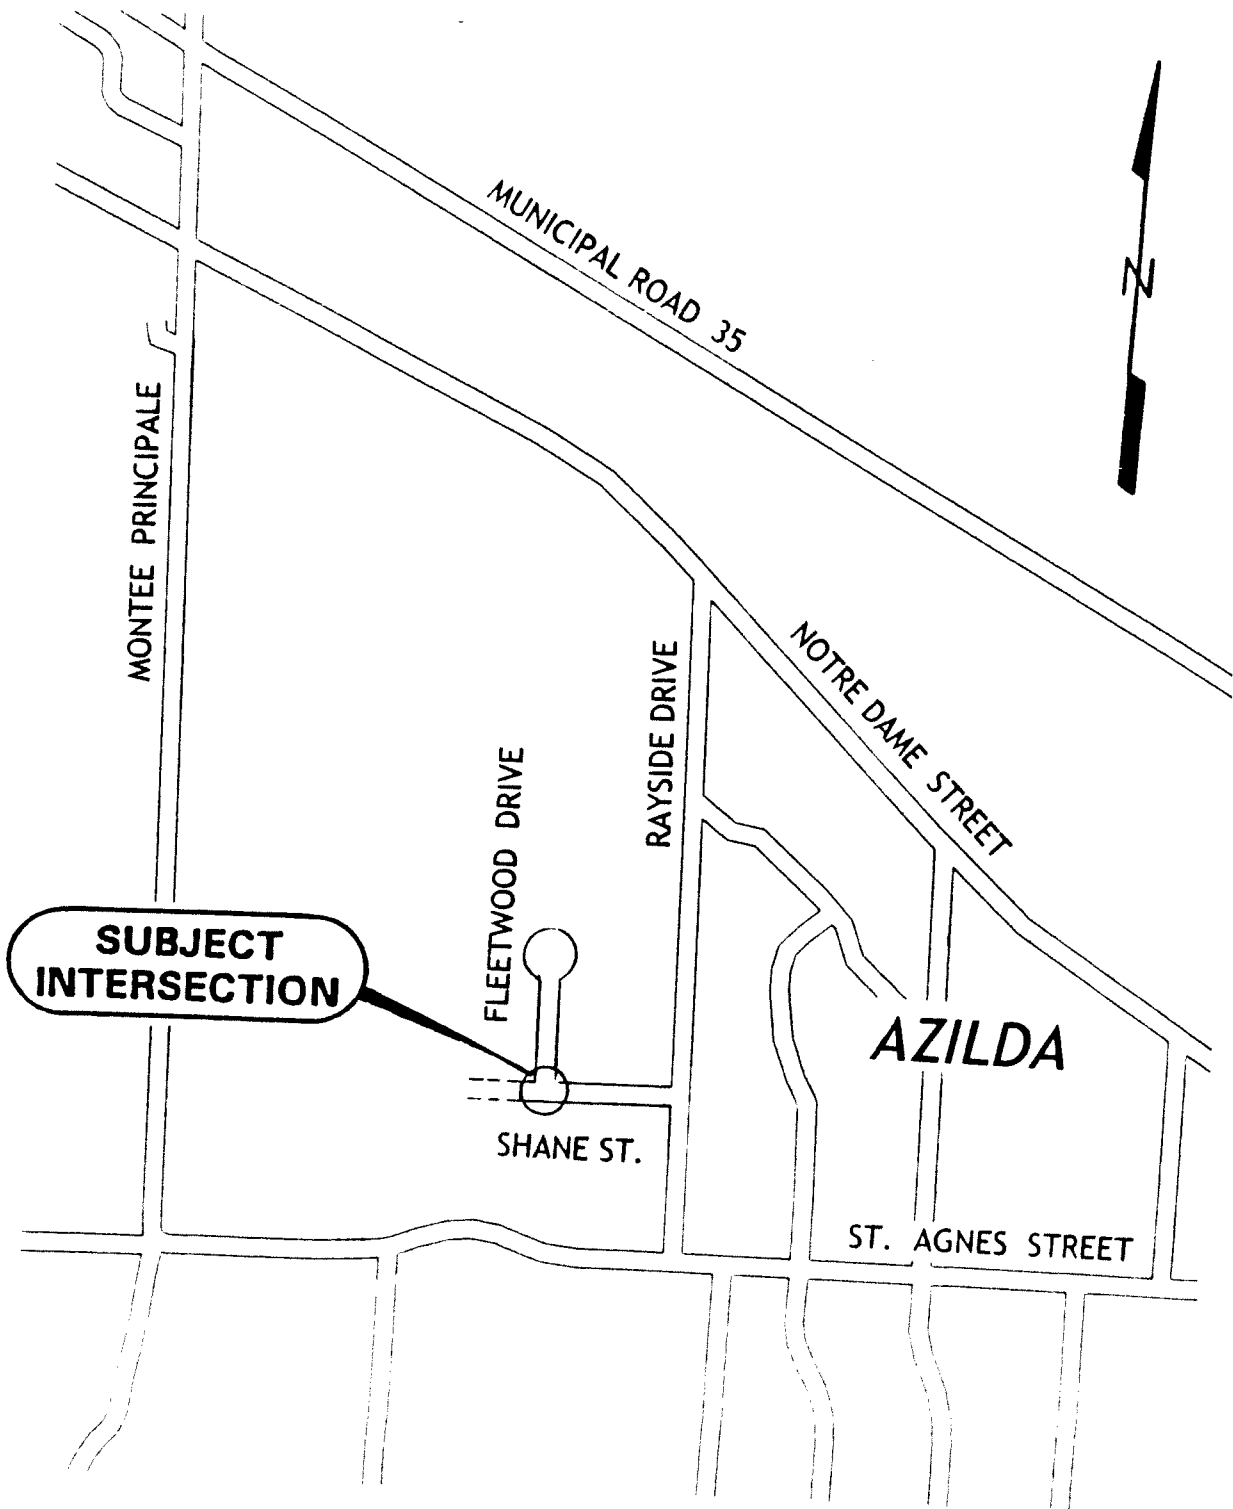 MUNICIPAL ROAD 35
N
MONTEE PRINCIPALE
NOTRE DAME STREET
RAYSIDE DRIVE
FLEETWOOD DRIVE
SUBJECT
INTERSECTION
AZILDA
SHANE ST.
ST. AGNES STREET